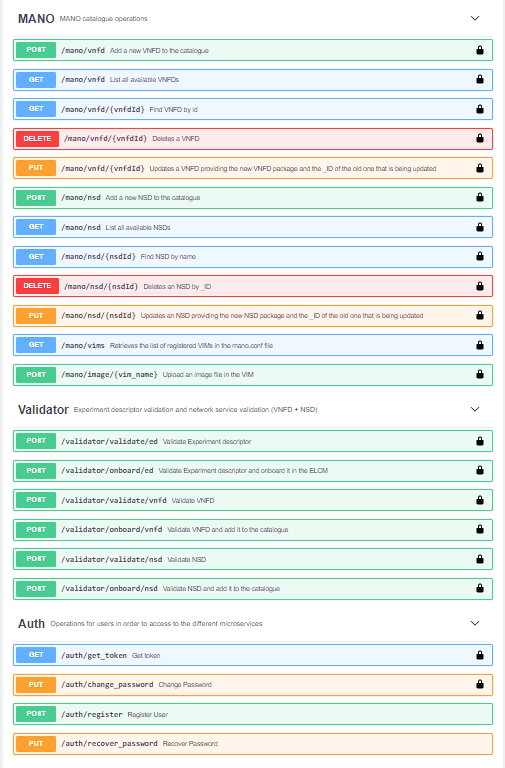 MANO MANO catalogue operations
POST /mano/vnfd Add a new VNFD to the catalogue
GET /mano/vnfd List all available VNFDs
GET /mano/vnfd/{vnfdId} Find VNFD by id
DELETE /mano/vnfd/{vnfdId} Deletes a VNFD
PUT /mano/vnfd/{vnfdId} Updates a VNFD providing the new VNFD package and the _ID of the old one that is being updated
POST /mano/nsd Add a new NSD to the catalogue
GET /mano/nsd List all available NSDs
GET /mano/nsd/{nsdId} Find NSD by name
DELETE /mano/nsd/{nsdId} Deletes an NSD by _ID
PUT /mano/nsd/{nsdId} Updates an NSD providing the new NSD package and the _ID of the old one that is being updated
GET /mano/vims Retrieves the list of registered VIMs in the mano.conf file
POST /mano/image/{vim_name} Upload an image file in the VIM
Validator Experiment descriptor validation and network service validation (VNFD + NSD)
POST /validator/validate/ed Validate Experiment descriptor
POST /validator/onboard/ed Validate Experiment descriptor and onboard it in the ELCM
POST /validator/validate/vnfd Validate VNFD
POST /validator/onboard/vnfd Validate VNFD and add it to the catalogue
POST /validator/validate/nsd Validate NSD
POST /validator/onboard/nsd Validate NSD and add it to the catalogue
Auth Operations for users in order to access to the different microservices
GET /auth/get_token Get token
PUT /auth/change_password Change Password
POST /auth/register Register User
PUT /auth/recover_password Recover Password